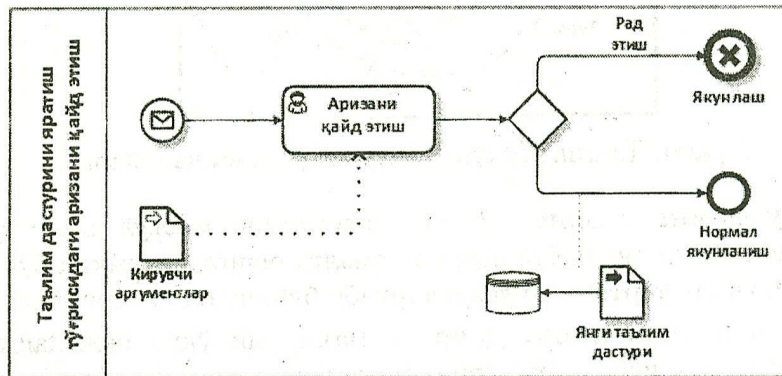 Таълим дастурини яратиш
тўғрисидаги аризани қайд этиш
Рад
этиш
Якунлаш
Аризани
қайд этиш
Кирувчи
аргументлар
Нормал
якунланиш
Янги таълим
дастури